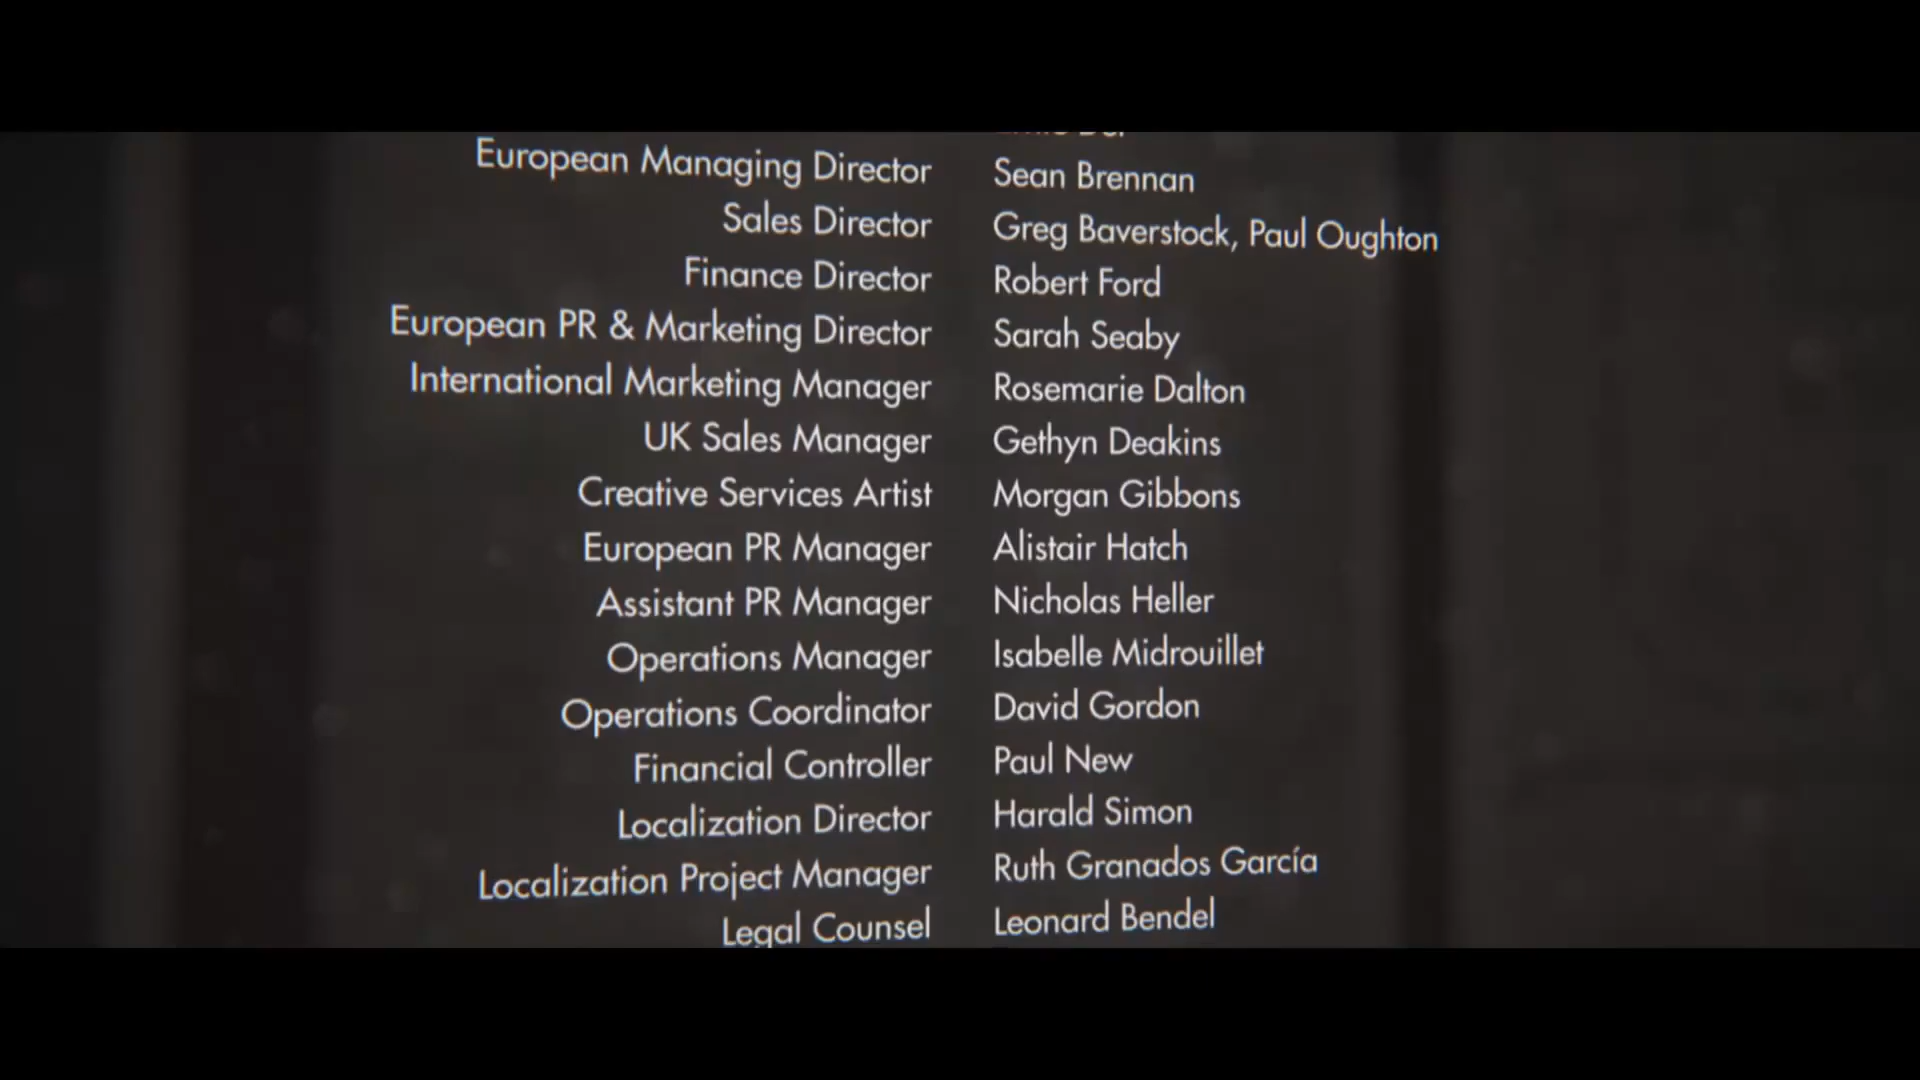 European Managing Director Sean Brennan
Sales Director Greg Baverstock, Paul Oughton
Finance Director Robert Ford
European PR & Marketing Director Sarah Seaby
International Marketing Manager Rosemarie Dalton
UK Sales Manager Gethyn Deakins
Creative Services Artist Morgan Gibbons
European PR Manager Alistair Hatch
Assistant PR Manager Nicholas Heller
Operations Manager Isabelle Midrouillet
Operations Coordinator David Gordon
Financial Controller Paul New
Localization Director Harald Simon
Localization Project Manager Ruth Granados García
Legal Counsel Leonard Bendel